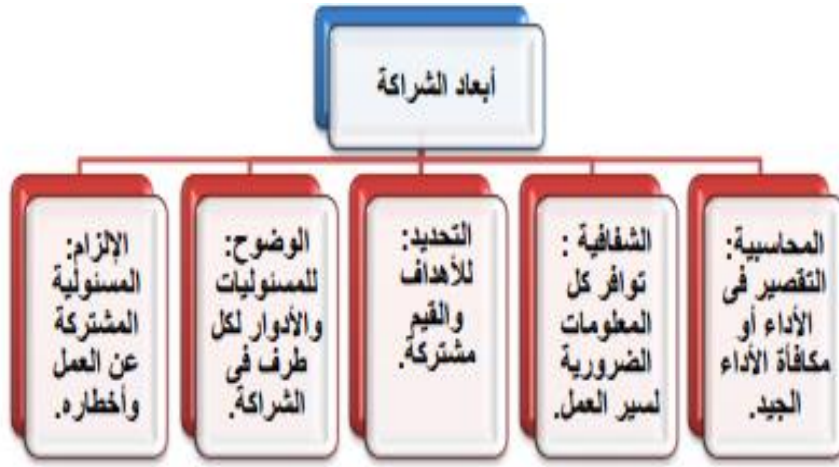 أبعاد الشراكة
المحاسبية:
التقصير فى
الأداء أو
مكافأة الأداء
الجيد.
الشفافية :
توافر كل
المعلومات
الضرورية
لسير العمل.
التحديد:
للأهداف
والقيم
مشتركة.
الوضوح:
للمسئوليات
والأدوار لكل
طرف فى
الشراكة.
الإلزام:
المسئولية
المشتركة
عن العمل
وأخطاره.